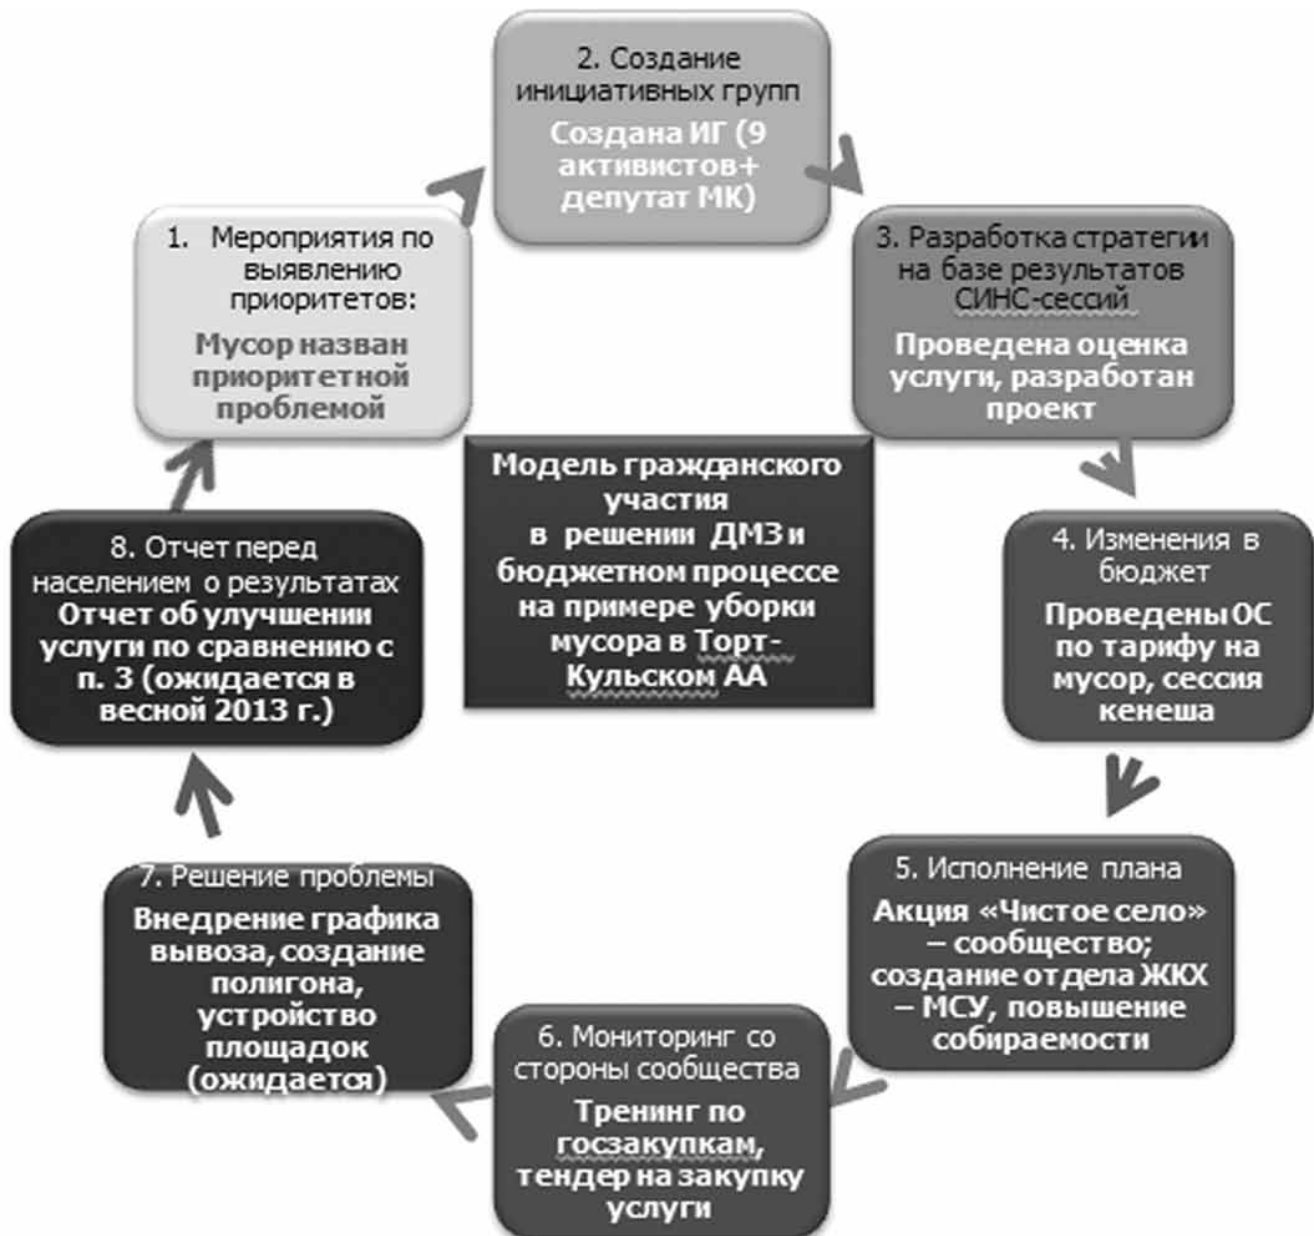 2. Создание
инициативных групп
Создана ИГ (9
активистов+
депутат МК)
1. Мероприятия по
выявлению
приоритетов:
Мусор назван
приоритетной
проблемой
3. Разработка стратегии
на базе результатов
СИНС-сессий
Проведена оценка
услуги, разработан
проект
Модель гражданского
участия
в решении ДМЗ и
бюджетном процессе
на примере уборки
мусора в Торт-
Кульском АА
8. Отчет перед
населением о результатах
Отчет об улучшении
услуги по сравнению с
п. 3 (ожидается в
весной 2013 г.)
4. Изменения в
бюджет
Проведены ОС
по тарифу на
мусор, сессия
кенеша
7. Решение проблемы
Внедрение графика
вывоза, создание
полигона,
устройство
площадок
(ожидается)
5. Исполнение плана
Акция «Чистое село»
– сообщество;
создание отдела ЖКХ
– МСУ, повышение
собираемости
6. Мониторинг со
стороны сообщества
Тренинг по
госзакупкам,
тендер на закупку
услуги